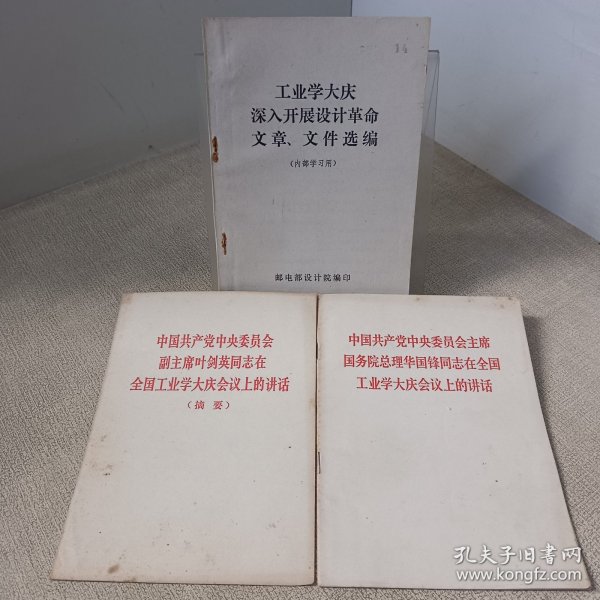 14
工业学大庆
深入开展设计革命
文章、文件选编
（内部学习用）
邮电部设计院编印
中国共产党中央委员会
副主席叶剑英同志在
全国工业学大庆会议上的讲话
（摘要）
中国共产党中央委员会主席
国务院总理华国锋同志在全国
工业学大庆会议上的讲话
孔夫子旧书网
www.kongfz.com